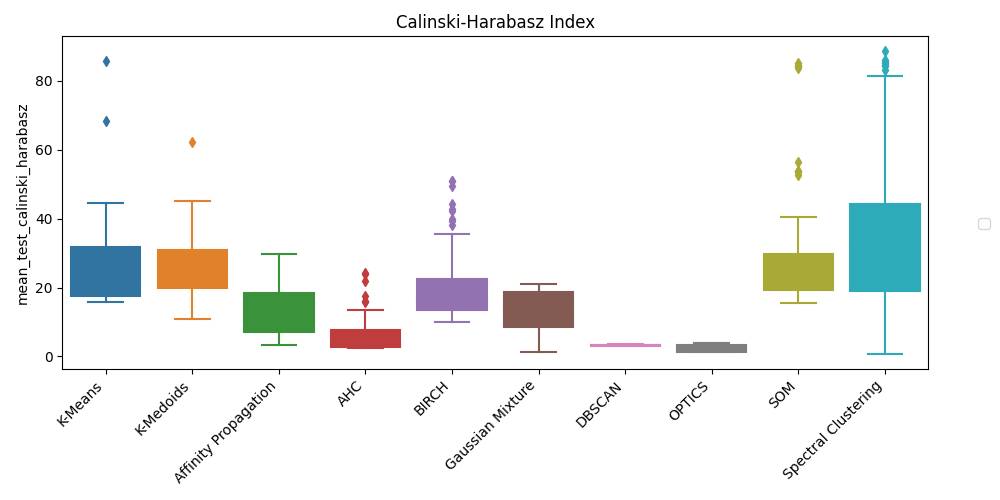 Calinski-Harabasz Index
mean_test_calinski_harabasz
80
60
40
20
0
K-Means
K-Medoids
Affinity Propagation
AHC
BIRCH
Gaussian Mixture
DBSCAN
OPTICS
SOM
Spectral Clustering